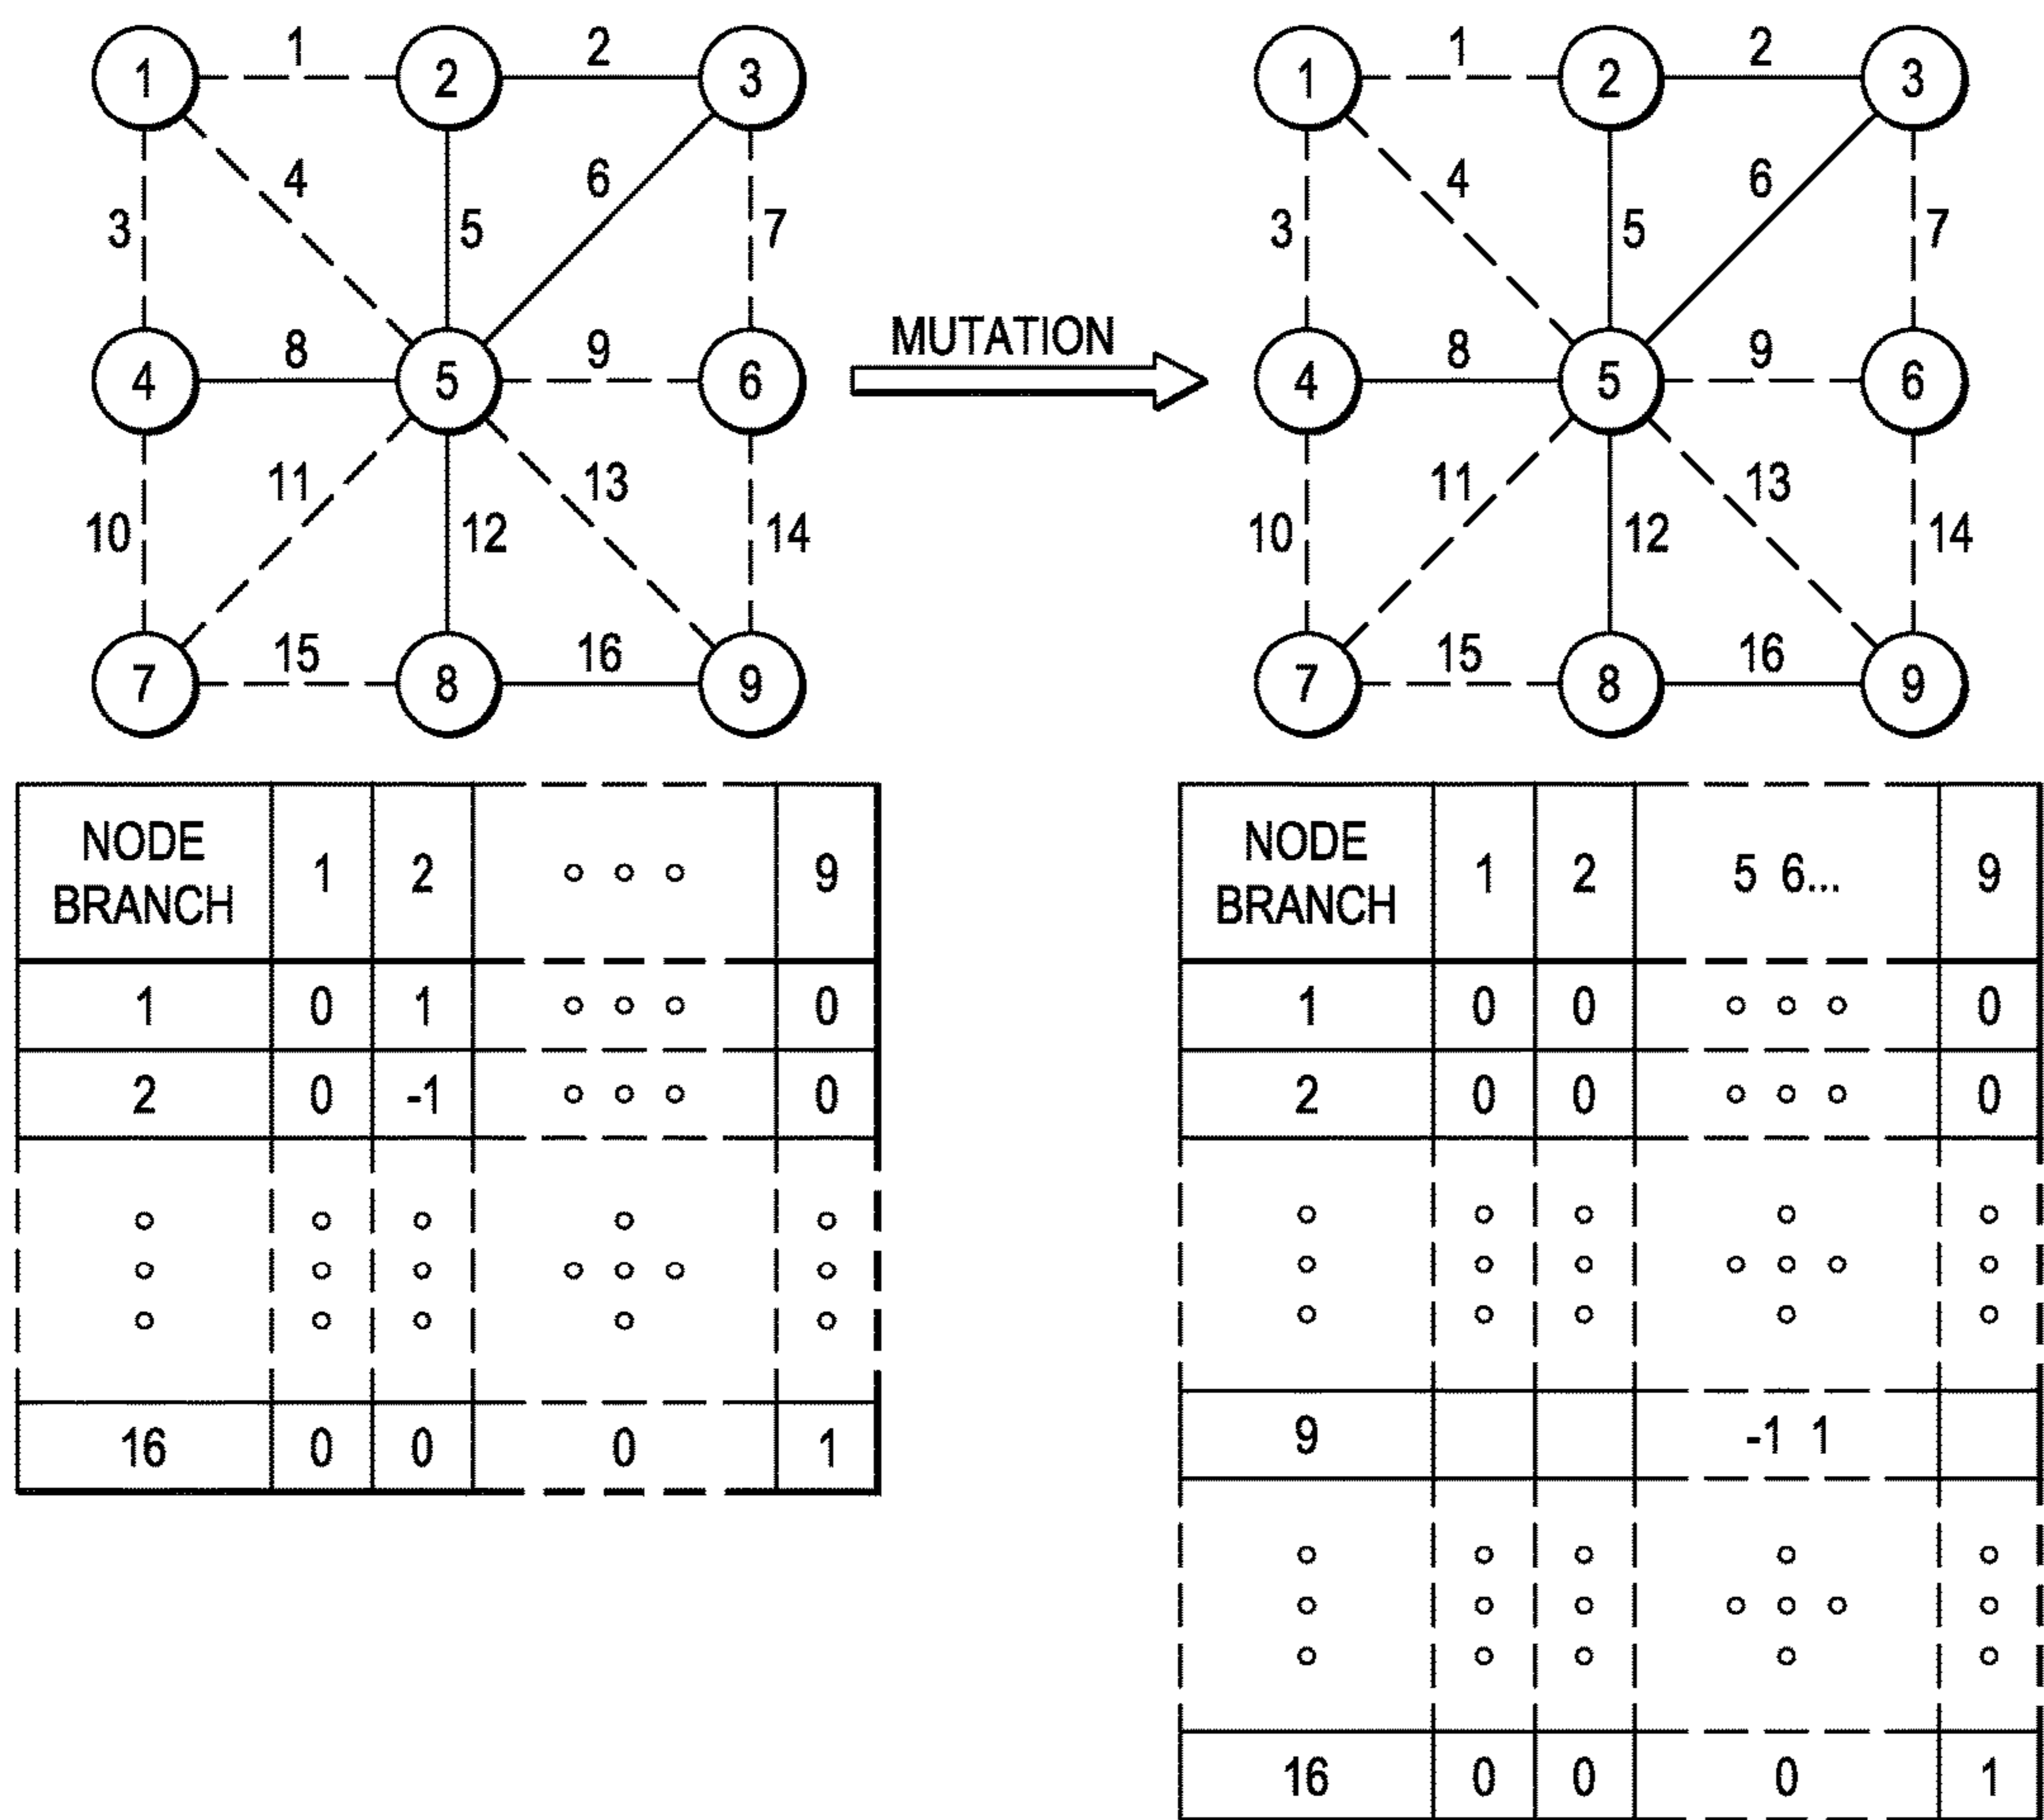 1 1 2 2 3
4 6
3 5 7
4 8 5 9 6
11 13
10 12 14
7 15 8 16 9
MUTATION
1 1 2 2 3
4 6
3 5 7
4 8 5 9 6
11 13
10 12 14
7 15 8 16 9
NODE
BRANCH 1 2 9
1 0 1 0
2 0 -1 0
16 0 0 0 1
NODE
BRANCH 1 2 5 6... 9
1 0 0 0
2 0 0 0
9 -1 1
16 0 0 0 1